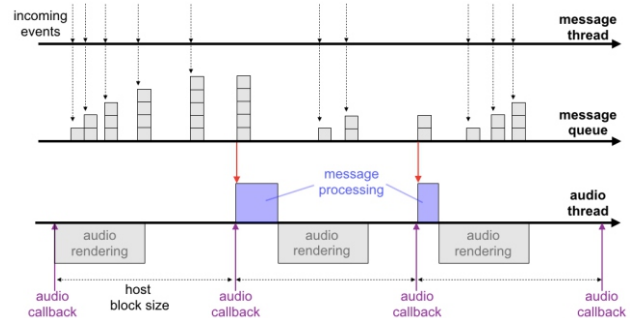 incoming
events
message
thread
message
queue
message
processing
audio
thread
audio
rendering
audio
rendering
audio
rendering
host
block size
audio
callback
audio
callback
audio
callback
audio
callback